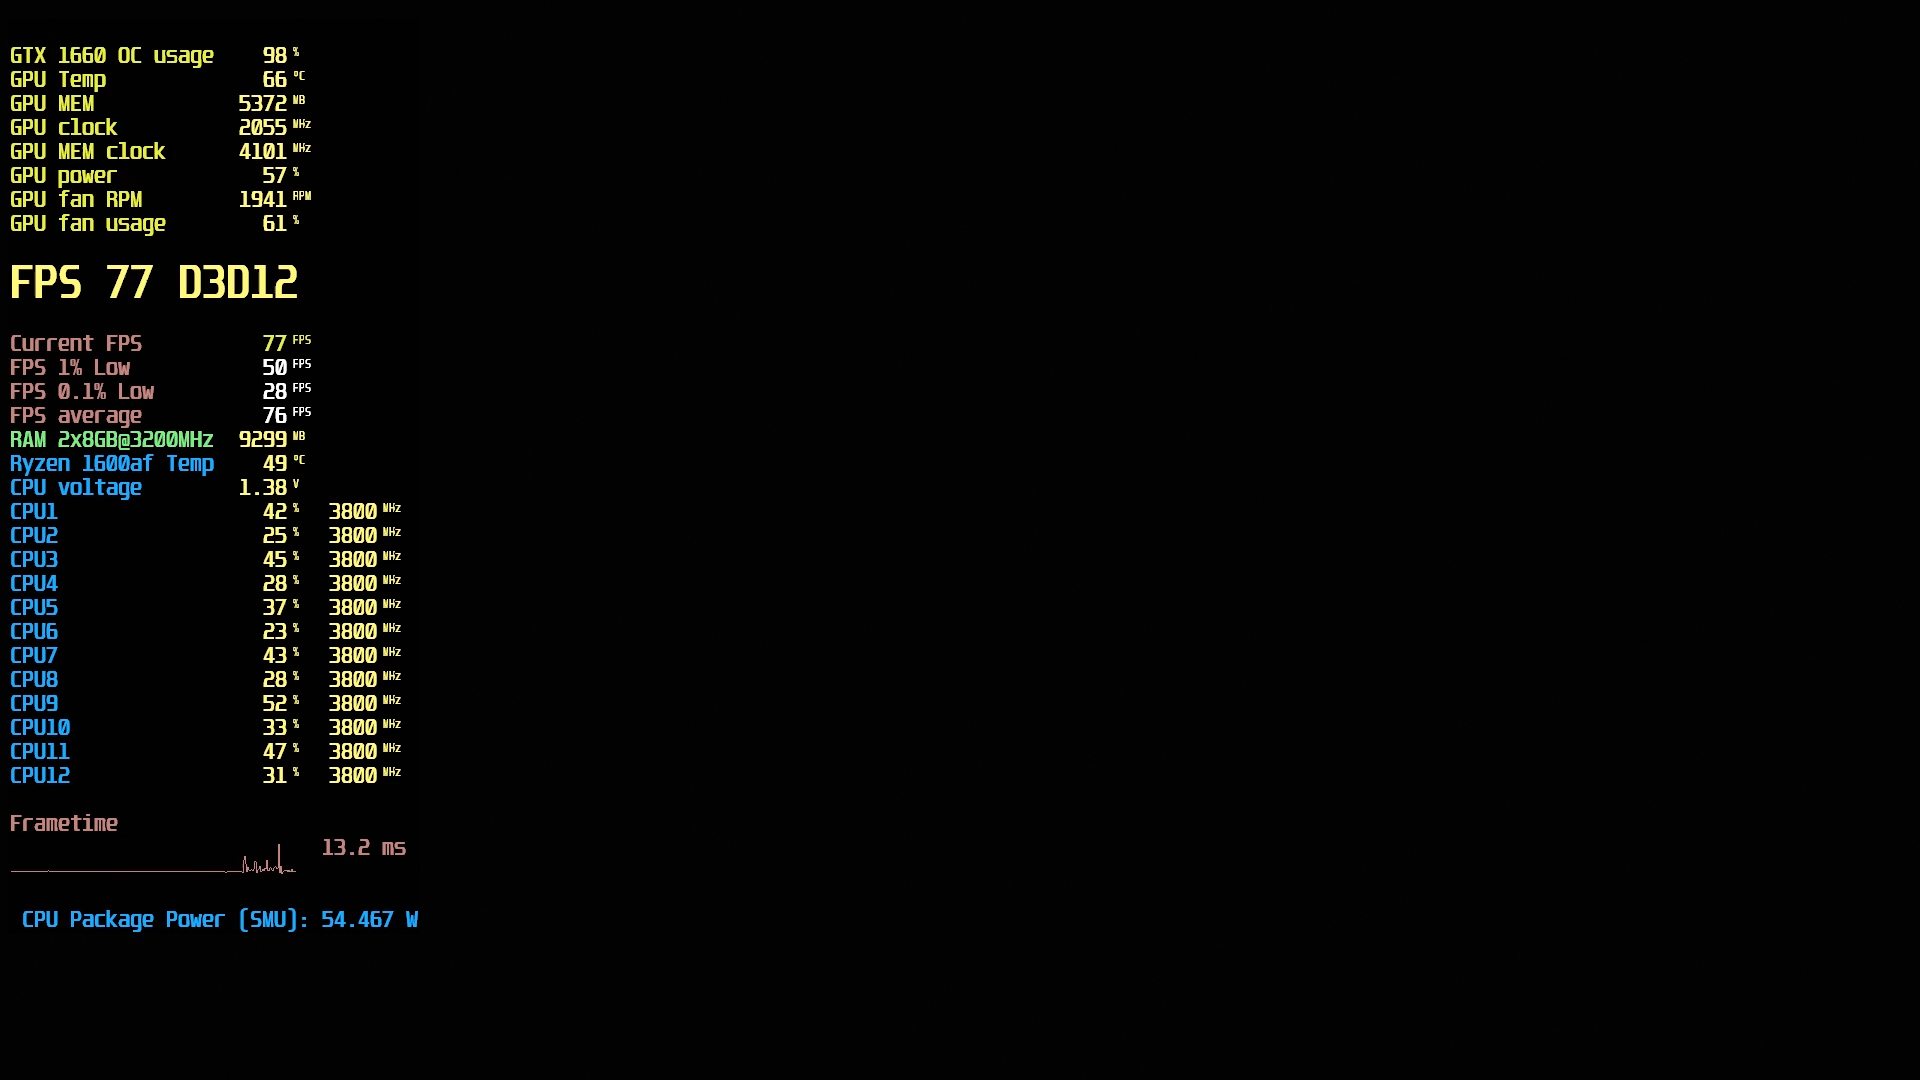 GTX 1660 OC usage 98 %
GPU Temp 66 °C
GPU MEM 5372 MB
GPU clock 2055 MHz
GPU MEM clock 4101 MHz
GPU power 57 %
GPU fan RPM 1941 RPM
GPU fan usage 61 %
FPS 77 D3D12
Current FPS 77 FPS
FPS 1% Low 50 FPS
FPS 0.1% Low 28 FPS
FPS average 76 FPS
RAM 2x8GB@3200MHz 9299 MB
Ryzen 1600af Temp 49 °C
CPU voltage 1.38 V
CPU1 42 % 3800 MHz
CPU2 25 % 3800 MHz
CPU3 45 % 3800 MHz
CPU4 28 % 3800 MHz
CPU5 37 % 3800 MHz
CPU6 23 % 3800 MHz
CPU7 43 % 3800 MHz
CPU8 28 % 3800 MHz
CPU9 52 % 3800 MHz
CPU10 33 % 3800 MHz
CPU11 47 % 3800 MHz
CPU12 31 % 3800 MHz
Frametime
13.2 ms
CPU Package Power (SMU): 54.467 W